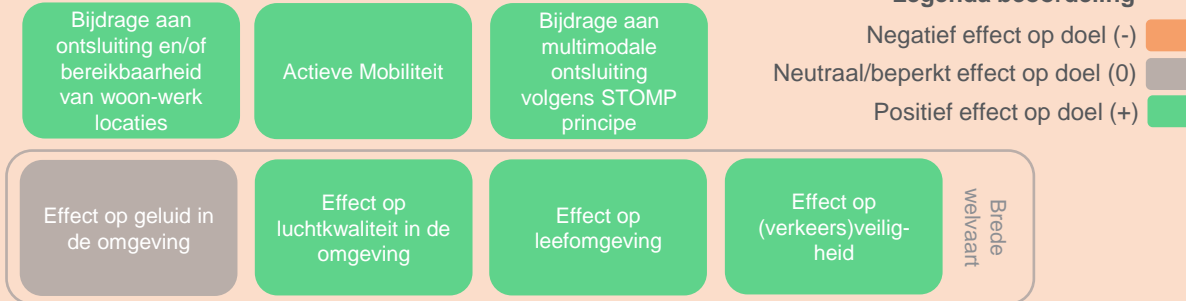 Bijdrage aan
ontsluiting en/of
bereikbaarheid
van woon-werk
locaties
Actieve Mobiliteit
Bijdrage aan
multimodale
ontsluiting
volgens STOMP
principe
Negatief effect op doel (-)
Neutraal/beperkt effect op doel (0)
Positief effect op doel (+)
Effect op geluid in
de omgeving
Effect op
luchtkwaliteit in de
omgeving
Effect op
leefomgeving
Effect op
(verkeers)veilig-
heid
Brede
welvaart